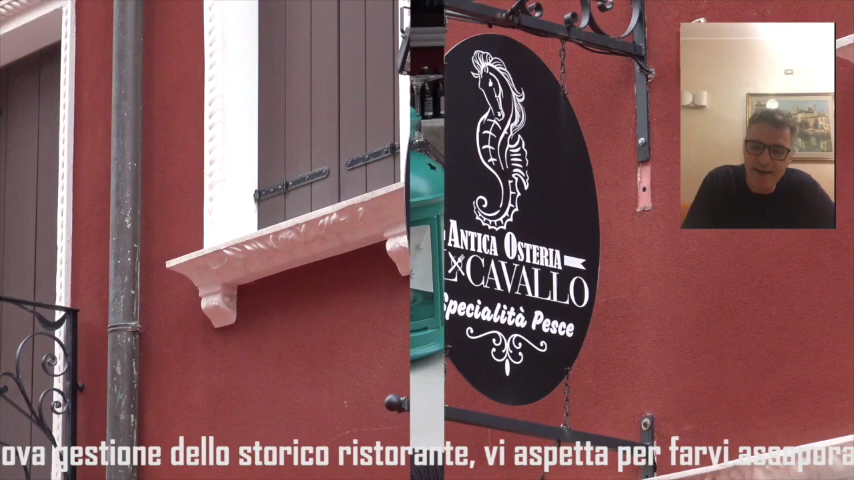 ANTICA OSTERIA
CAVALLO
Specialità Pesce
ova gestione dello storico ristorante, vi aspetta per farvi assapora